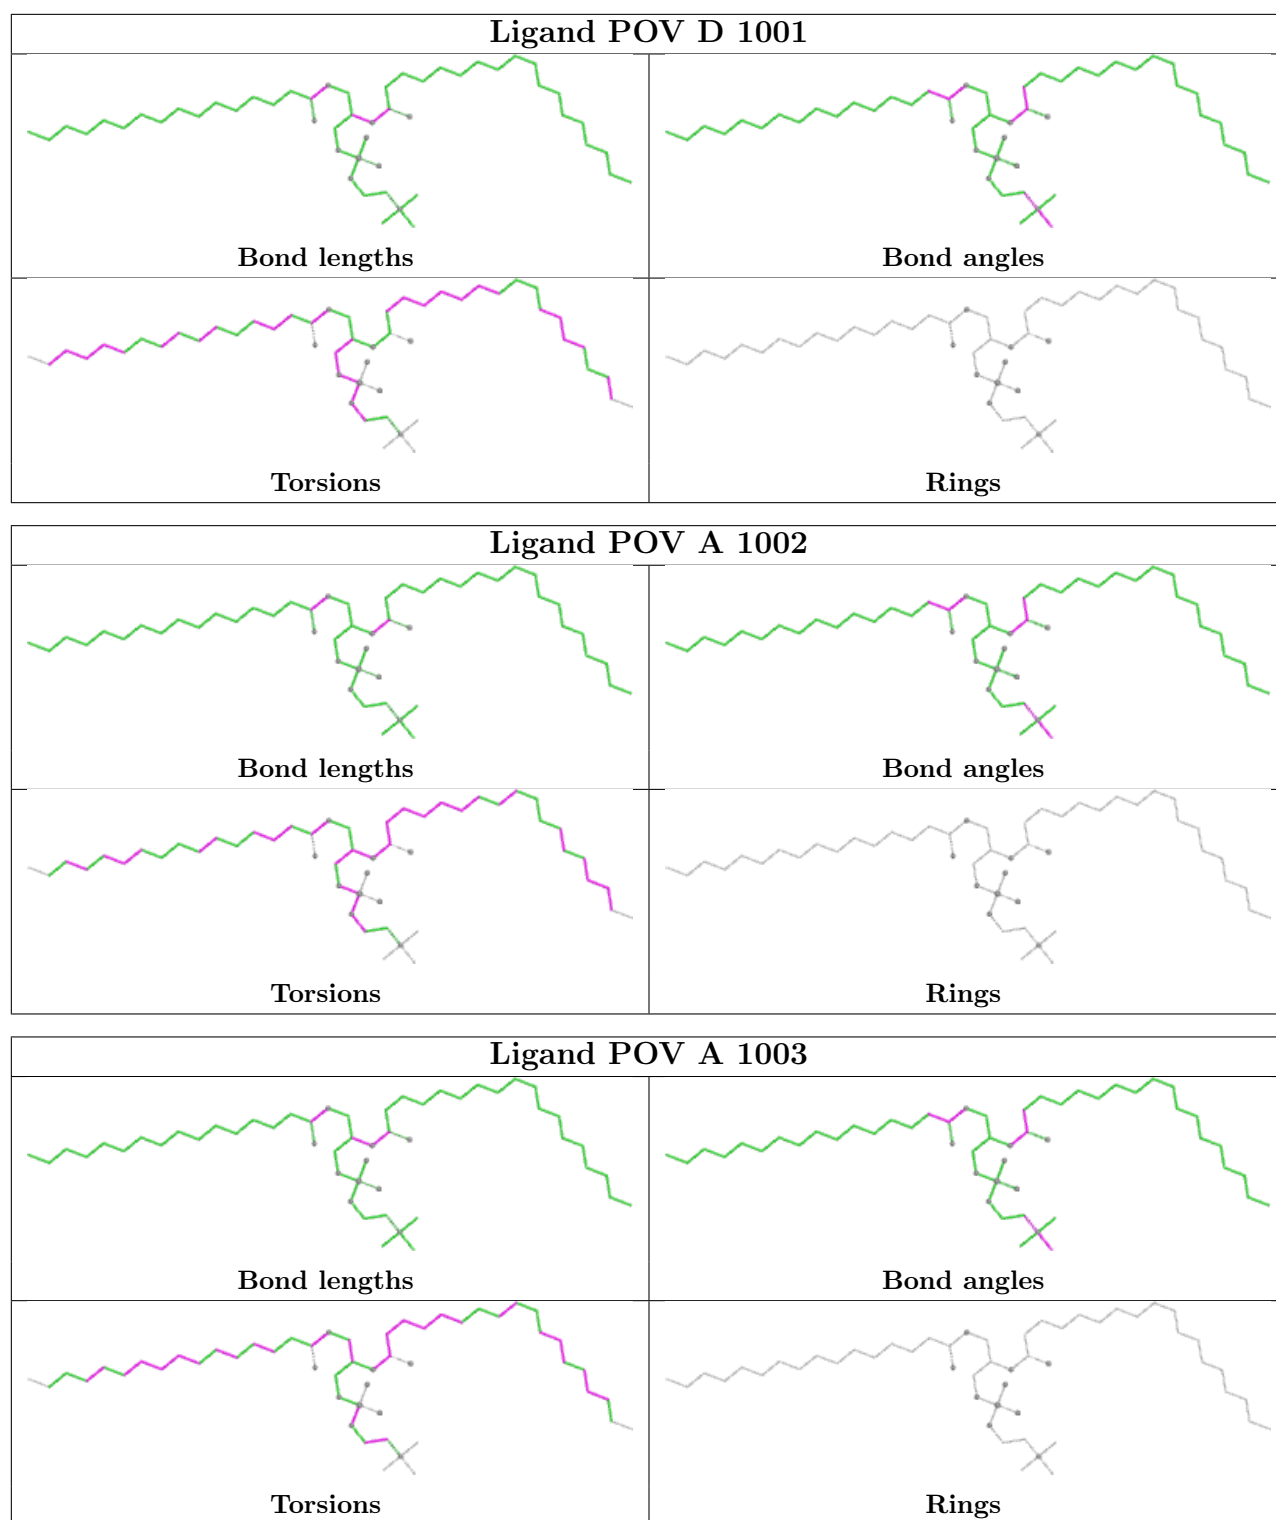 Ligand POV D 1001
Bond lengths
Bond angles
Torsions
Rings
Ligand POV A 1002
Bond lengths
Bond angles
Torsions
Rings
Ligand POV A 1003
Bond lengths
Bond angles
Torsions
Rings